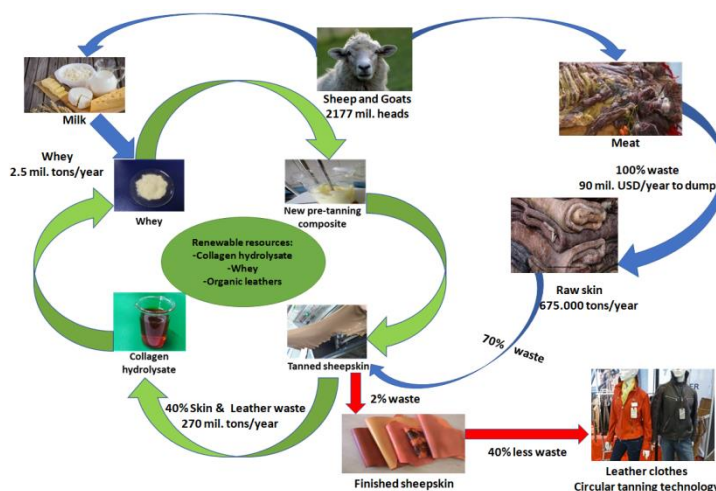 Sheep and Goats
2177 mil. heads
Milk
Meat
Whey
2.5 mil. tons/year
100% waste
90 mil. USD/year to dump
Whey
New pre-tanning
composite
Renewable resources:
-Collagen hydrolysate
-Whey
-Organic leathers
Raw skin
675.000 tons/year
Collagen
hydrolysate
Tanned sheepskin
70% waste
40% Skin & Leather waste
270 mil. tons/year
2% waste
Finished sheepskin
40% less waste
Leather clothes
Circular tanning technology